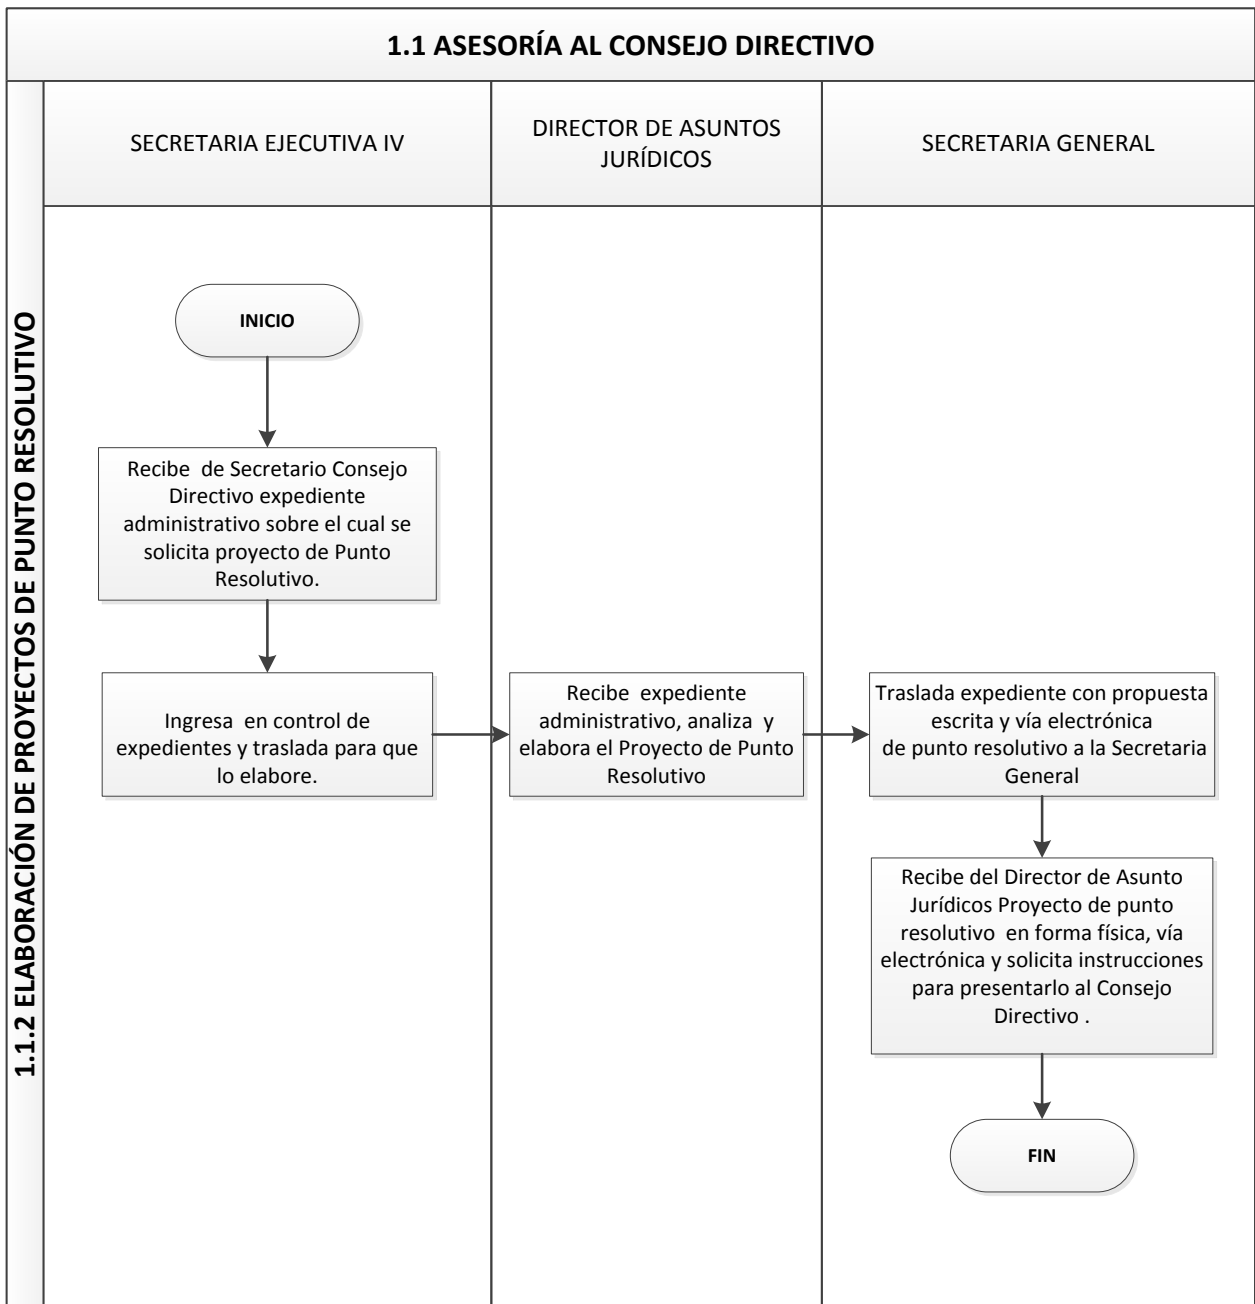 1.1 ASESORÍA AL CONSEJO DIRECTIVO
1.1.2 ELABORACIÓN DE PROYECTOS DE PUNTO RESOLUTIVO
SECRETARIA EJECUTIVA IV
DIRECTOR DE ASUNTOS
JURÍDICOS
SECRETARIA GENERAL
INICIO
Recibe de Secretario Consejo
Directivo expediente
administrativo sobre el cual se
solicita proyecto de Punto
Resolutivo.
Ingresa en control de
expedientes y traslada para que
lo elabore.
Recibe expediente
administrativo, analiza y
elabora el Proyecto de Punto
Resolutivo
Traslada expediente con propuesta
escrita y vía electrónica
de punto resolutivo a la Secretaria
General
Recibe del Director de Asunto
Jurídicos Proyecto de punto
resolutivo en forma física, vía
electrónica y solicita instrucciones
para presentarlo al Consejo
Directivo .
FIN